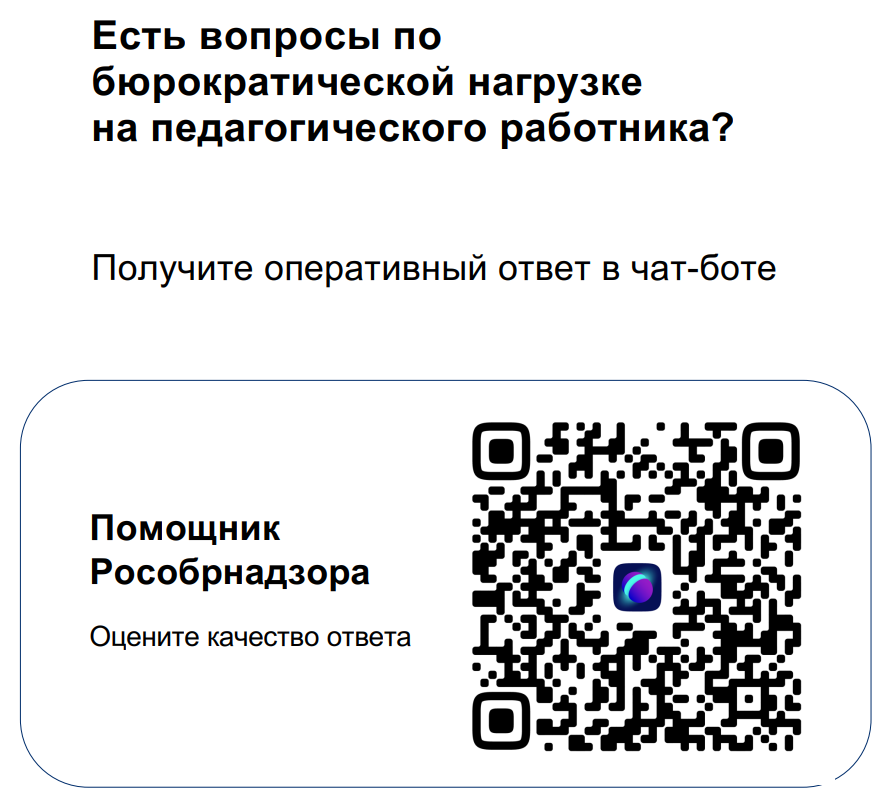 Есть вопросы по
бюрократической нагрузке
на педагогического работника?
Получите оперативный ответ в чат-боте
Помощник
Рособрнадзора
Оцените качество ответа